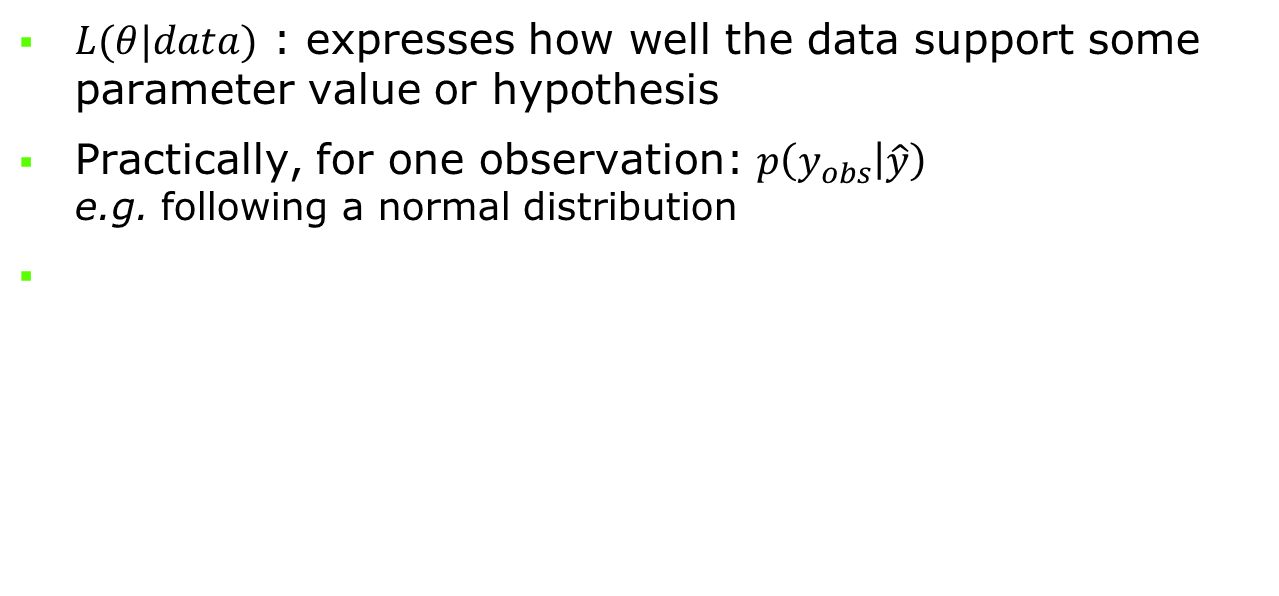 ▪ L(θ|data) : expresses how well the data support some
parameter value or hypothesis
▪ Practically, for one observation: p(y_obs|ŷ)
e.g. following a normal distribution
▪